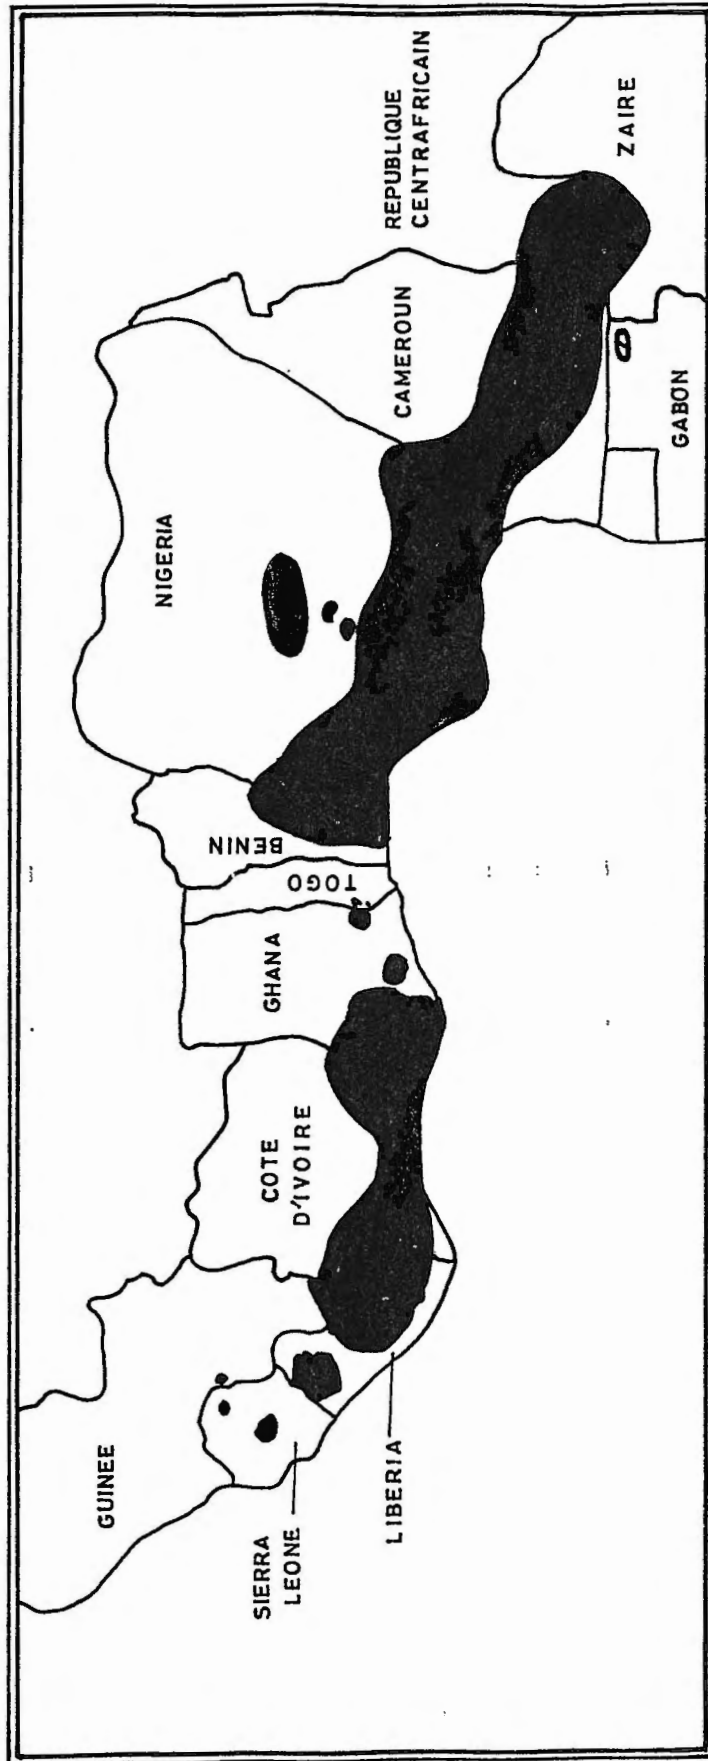 GUINEE
SIERRA
LEONE
LIBERIA
COTE
D'IVOIRE
GHANA
TOGO
BENIN
NIGERIA
CAMEROUN
REPUBLIQUE
CENTRAFRICAIN
GABON
ZAIRE